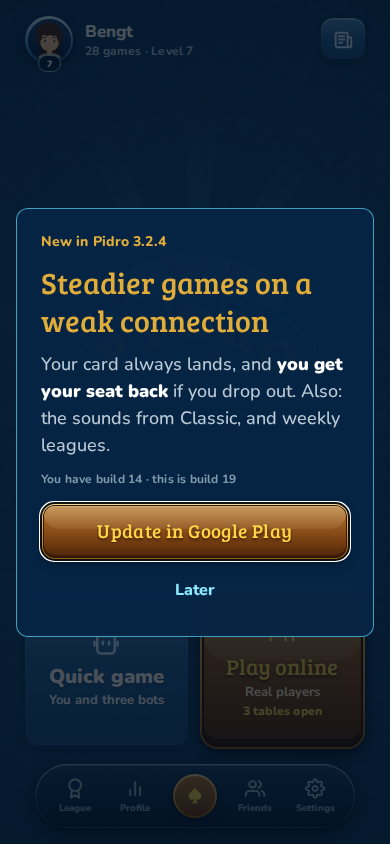 Bengt
28 games · Level 7
7
New in Pidro 3.2.4
Steadier games on a
weak connection
Your card always lands, and you get
your seat back if you drop out. Also:
the sounds from Classic, and weekly
leagues.
You have build 14 · this is build 19
Update in Google Play
Later
Quick game
You and three bots
Play online
Real players
3 tables open
League
Profile
Friends
Settings